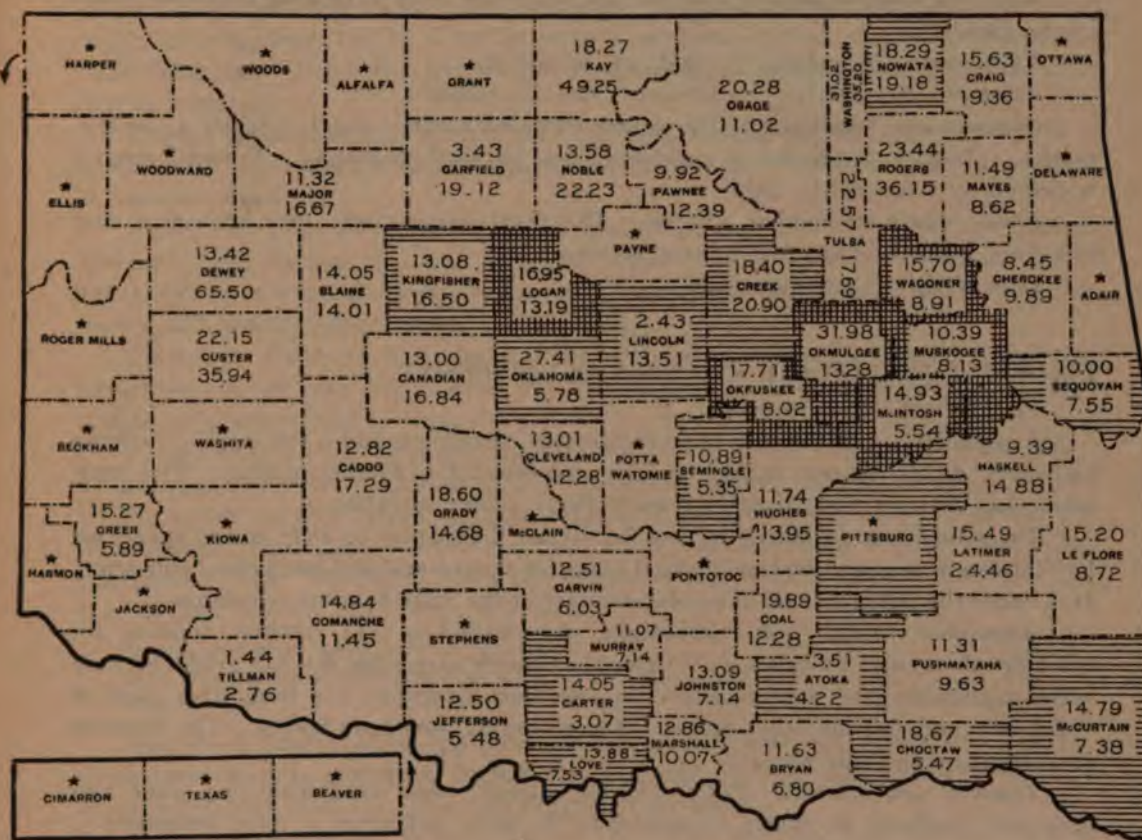 ★
HARPER
★
WOODS
★
ALFALFA
★
GRANT
18.27
KAY
49.25
20.28
OSAGE
11.02
31.02
WASHINGTON
35.20
18.29
NOWATA
19.18
15.63
CRAIG
19.36
★
OTTAWA
★
ELLIS
★
WOODWARD
11.32
MAJOR
16.67
3.43
GARFIELD
19.12
13.58
NOBLE
22.23
9.92
PAWNEE
12.39
22.57
TULSA
17.69
23.44
ROGERS
36.15
11.49
MAYES
8.62
★
DELAWARE
★
ROGER MILLS
13.42
DEWEY
65.50
14.05
BLAINE
14.01
13.08
KINGFISHER
16.50
16.95
LOGAN
13.19
★
PAYNE
18.40
CREEK
20.90
15.70
WAGONER
8.91
8.45
CHEROKEE
9.89
★
ADAIR
22.15
CUSTER
35.94
13.00
CANADIAN
16.84
27.41
OKLAHOMA
5.78
2.43
LINCOLN
13.51
17.71
OKFUSKEE
8.02
31.98
OKMULGEE
13.28
10.39
MUSKOGEE
8.13
14.93
McINTOSH
5.54
10.00
SEQUOYAH
7.55
★
BECKHAM
★
WASHITA
12.82
CADDO
17.29
18.60
GRADY
14.68
13.01
CLEVELAND
12.28
★
POTTA
WATOMIE
10.89
SEMINOLE
5.35
11.74
HUGHES
13.95
9.39
HASKELL
14.88
★
HARMON
15.27
GREER
5.89
★
KIOWA
★
McCLAIN
★
PITTSBURG
15.49
LATIMER
24.46
15.20
LE FLORE
8.72
★
JACKSON
14.84
COMANCHE
11.45
★
STEPHENS
12.51
GARVIN
6.03
★
PONTOTOC
19.89
COAL
12.28
1.44
TILLMAN
2.76
11.07
MURRAY
7.14
13.09
JOHNSTON
7.14
3.51
ATOKA
4.22
11.31
PUSHMATAHA
9.63
12.50
JEFFERSON
5.48
14.05
CARTER
3.07
13.88
LOVE
7.53
12.86
MARSHALL
10.07
11.63
BRYAN
6.80
18.67
CHOCTAW
5.47
14.79
McCURTAIN
7.38
★
CIMARRON
★
TEXAS
★
BEAVER